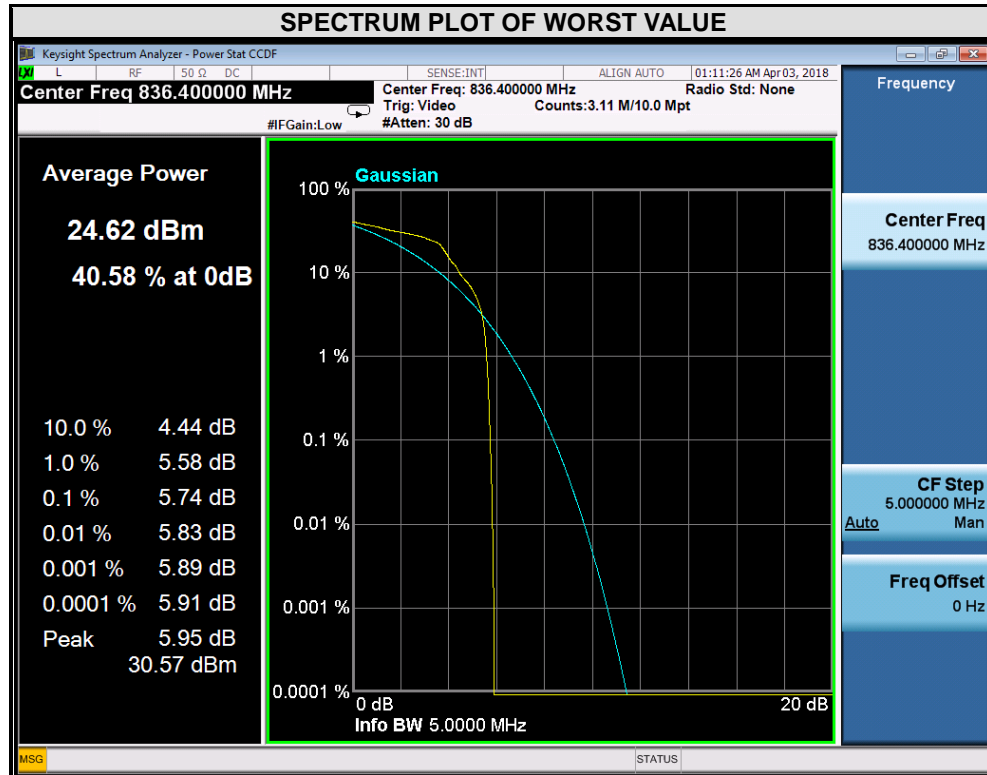 SPECTRUM PLOT OF WORST VALUE
Keysight Spectrum Analyzer - Power Stat CCDF
LXI L RF 50 Ω DC SENSE:INT ALIGN AUTO 01:11:26 AM Apr 03, 2018
Center Freq 836.400000 MHz
Center Freq: 836.400000 MHz Radio Std: None
Trig: Video Counts:3.11 M/10.0 Mpt
#IFGain:Low #Atten: 30 dB
Frequency
Average Power
24.62 dBm
40.58 % at 0dB
10.0 % 4.44 dB
1.0 % 5.58 dB
0.1 % 5.74 dB
0.01 % 5.83 dB
0.001 % 5.89 dB
0.0001 % 5.91 dB
Peak 5.95 dB
30.57 dBm
Gaussian
100 %
10 %
1 %
0.1 %
0.01 %
0.001 %
0.0001 %
0 dB 20 dB
Info BW 5.0000 MHz
Center Freq
836.400000 MHz
CF Step
5.000000 MHz
Auto Man
Freq Offset
0 Hz
MSG STATUS